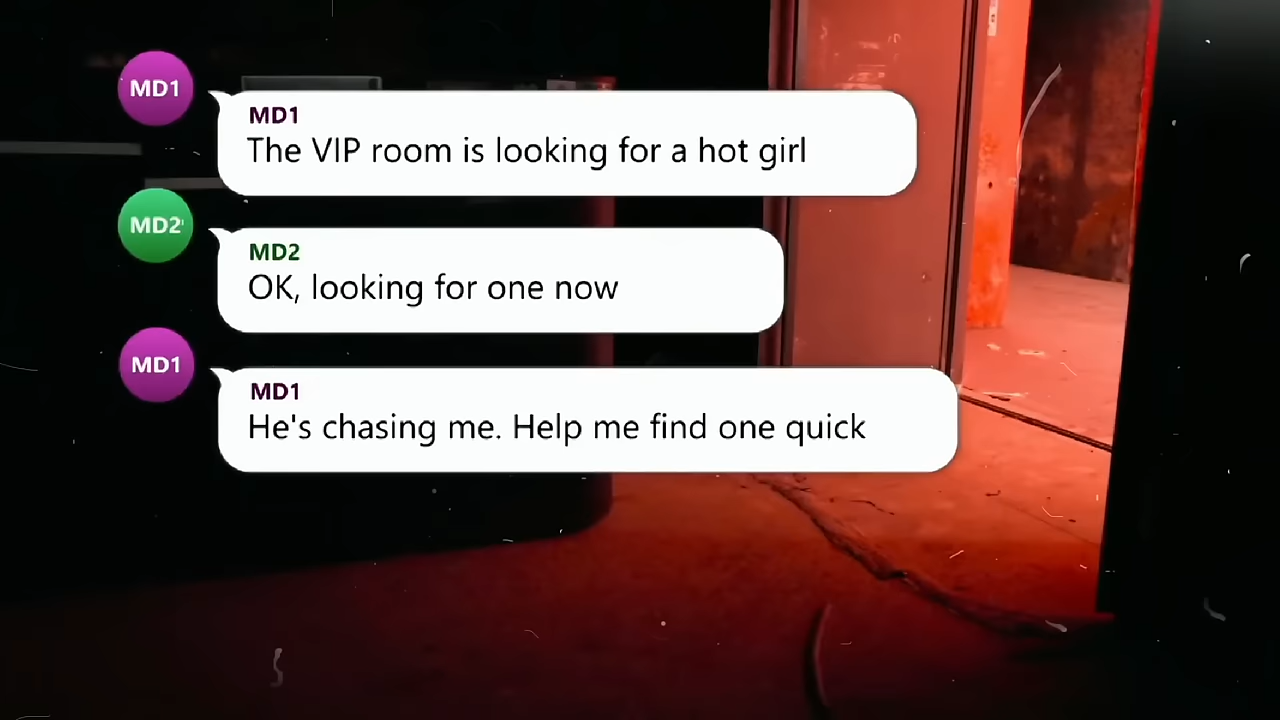 MD1
MD1
The VIP room is looking for a hot girl
MD2
MD2
OK, looking for one now
MD1
MD1
He's chasing me. Help me find one quick